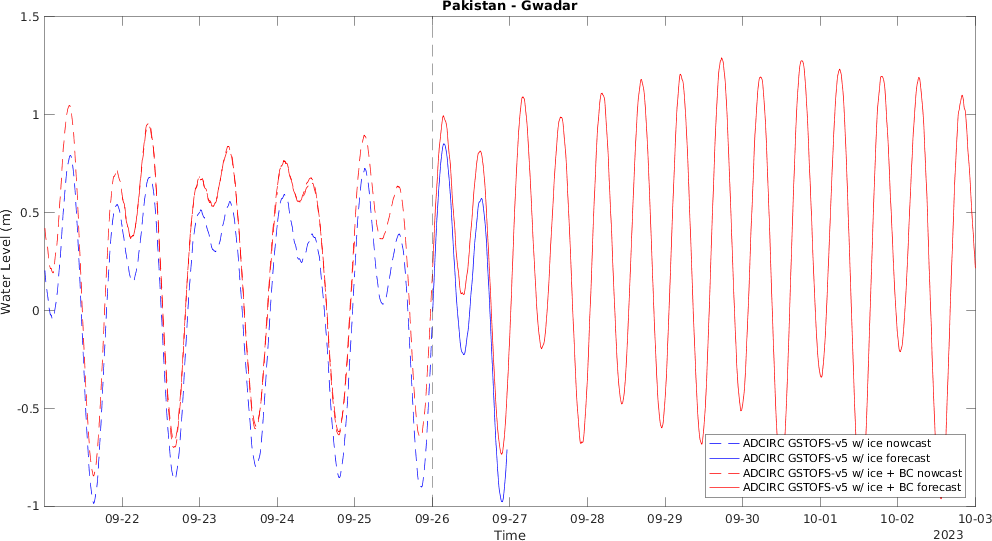 Pakistan - Gwadar
Water Level (m)
1.5
1
0.5
0
-0.5
-1
09-22
09-23
09-24
09-25
09-26
09-27
09-28
09-29
09-30
10-01
10-02
10-03
Time
2023
ADCIRC GSTOFS-v5 w/ ice nowcast
ADCIRC GSTOFS-v5 w/ ice forecast
ADCIRC GSTOFS-v5 w/ ice + BC nowcast
ADCIRC GSTOFS-v5 w/ ice + BC forecast